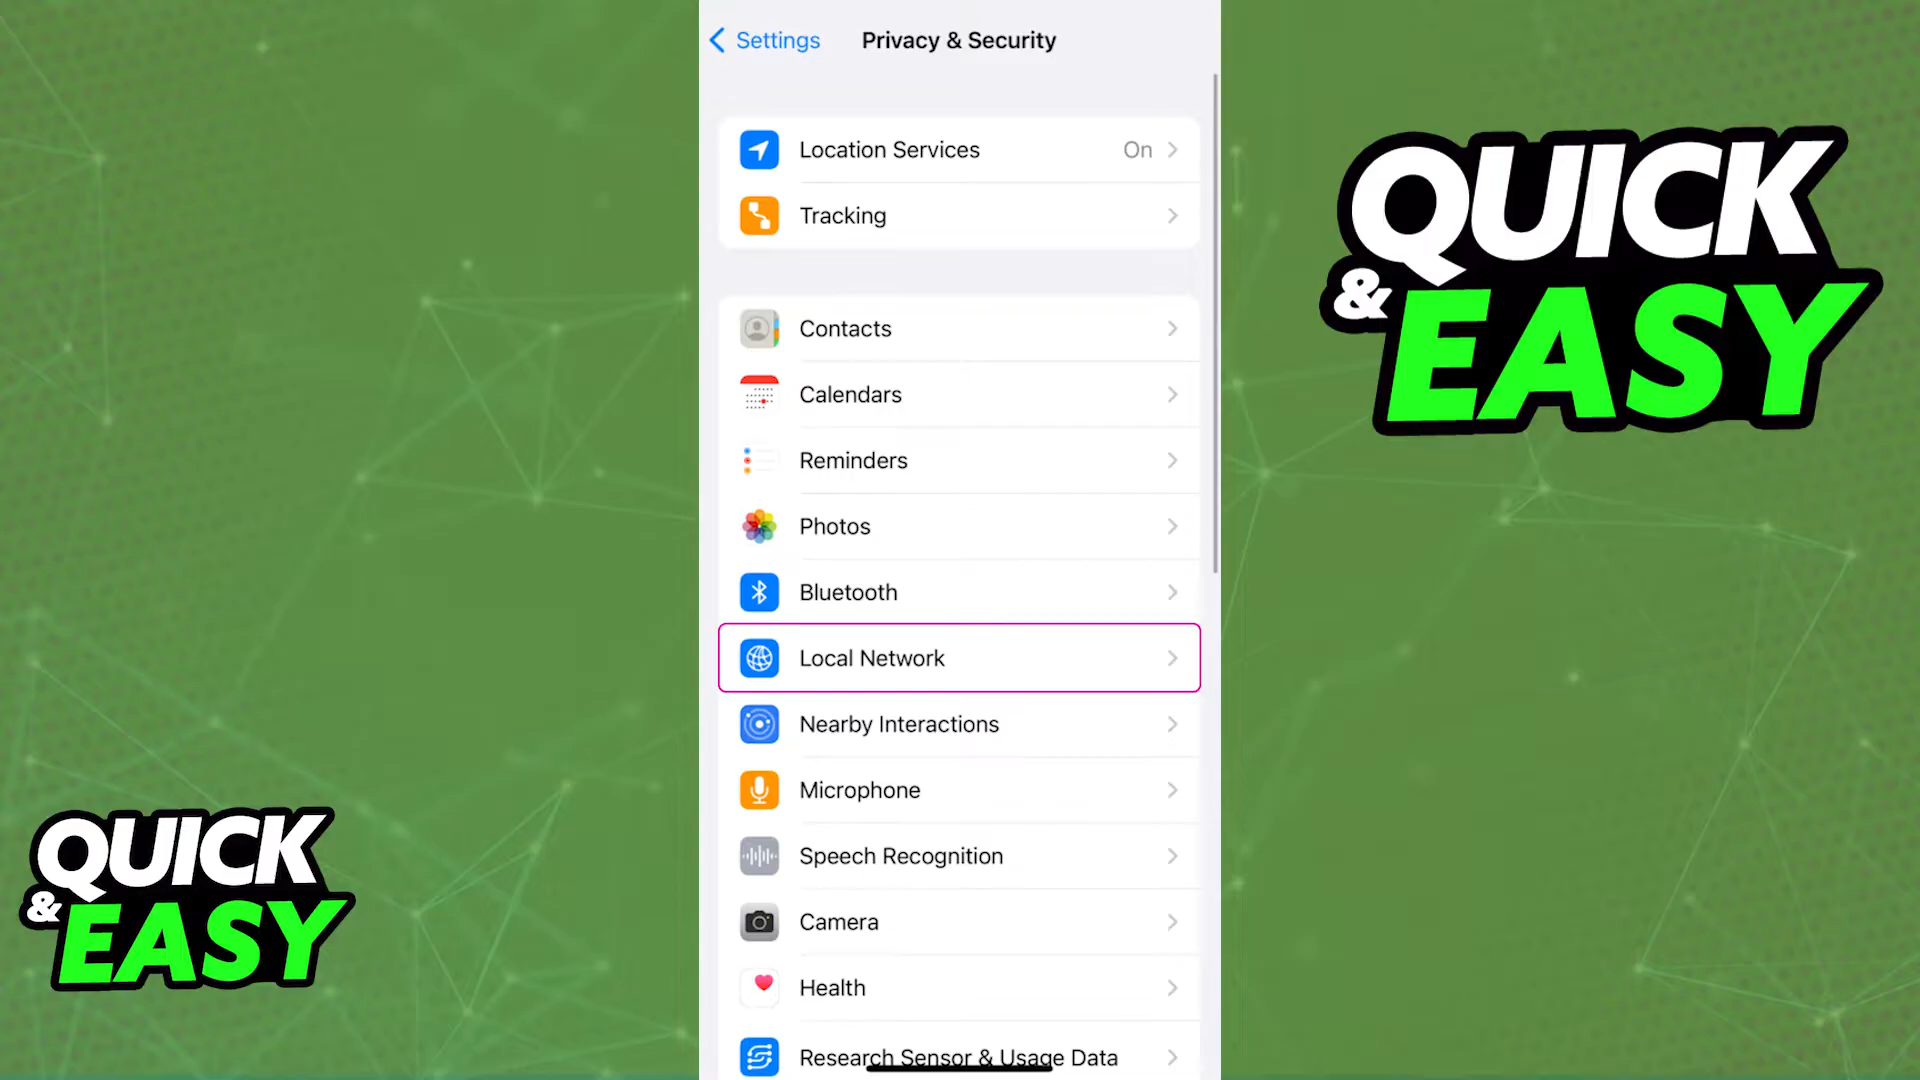 Settings
Privacy & Security
Location Services On
Tracking
Contacts
Calendars
Reminders
Photos
Bluetooth
Local Network
Nearby Interactions
Microphone
Speech Recognition
Camera
Health
Research Sensor & Usage Data
QUICK
& EASY
QUICK
& EASY